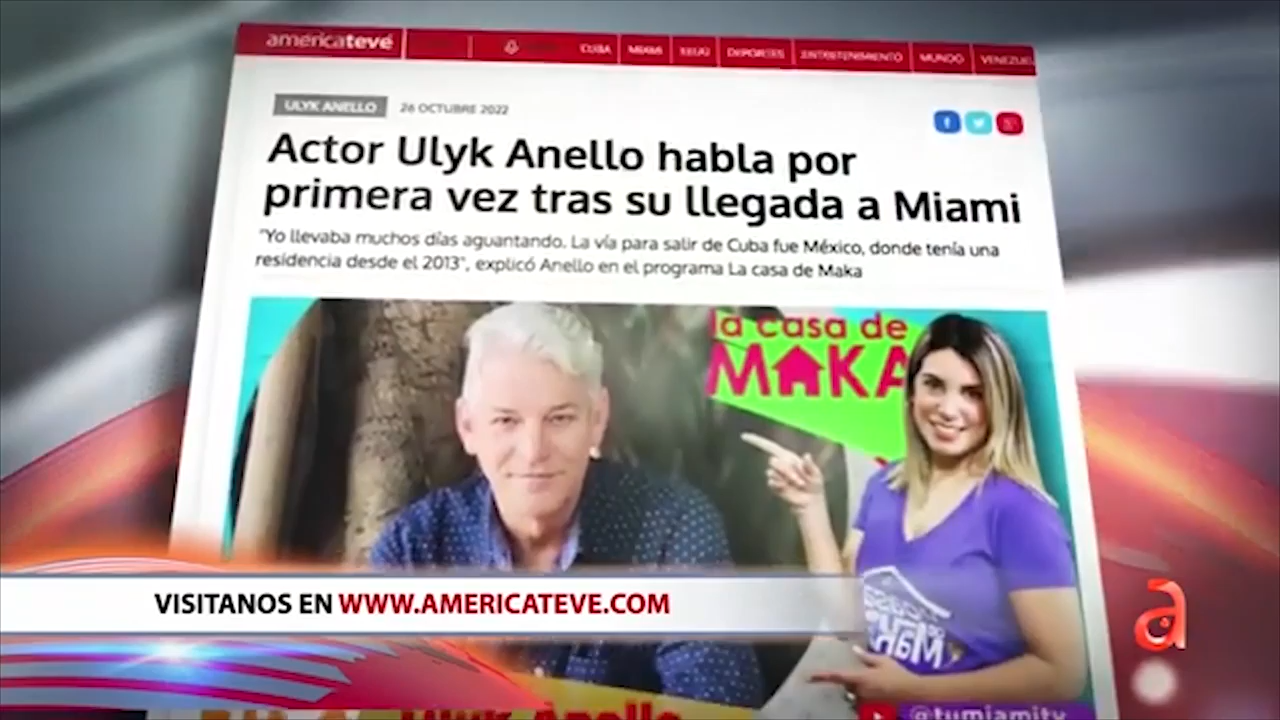 americateve
CUBA MIAMI EEUU DEPORTES ENTRETENIMIENTO MUNDO
ULYK ANELLO 26 OCTUBRE 2022
Actor Ulyk Anello habla por
primera vez tras su llegada a Miami
"Yo llevaba muchos días aguantando. La vía para salir de Cuba fue México, donde tenía una
residencia desde el 2013", explicó Anello en el programa La casa de Maka
la casa de
MAKA
VISITANOS EN WWW.AMERICATEVE.COM
a
Ulyk Anello
@tumiamitv